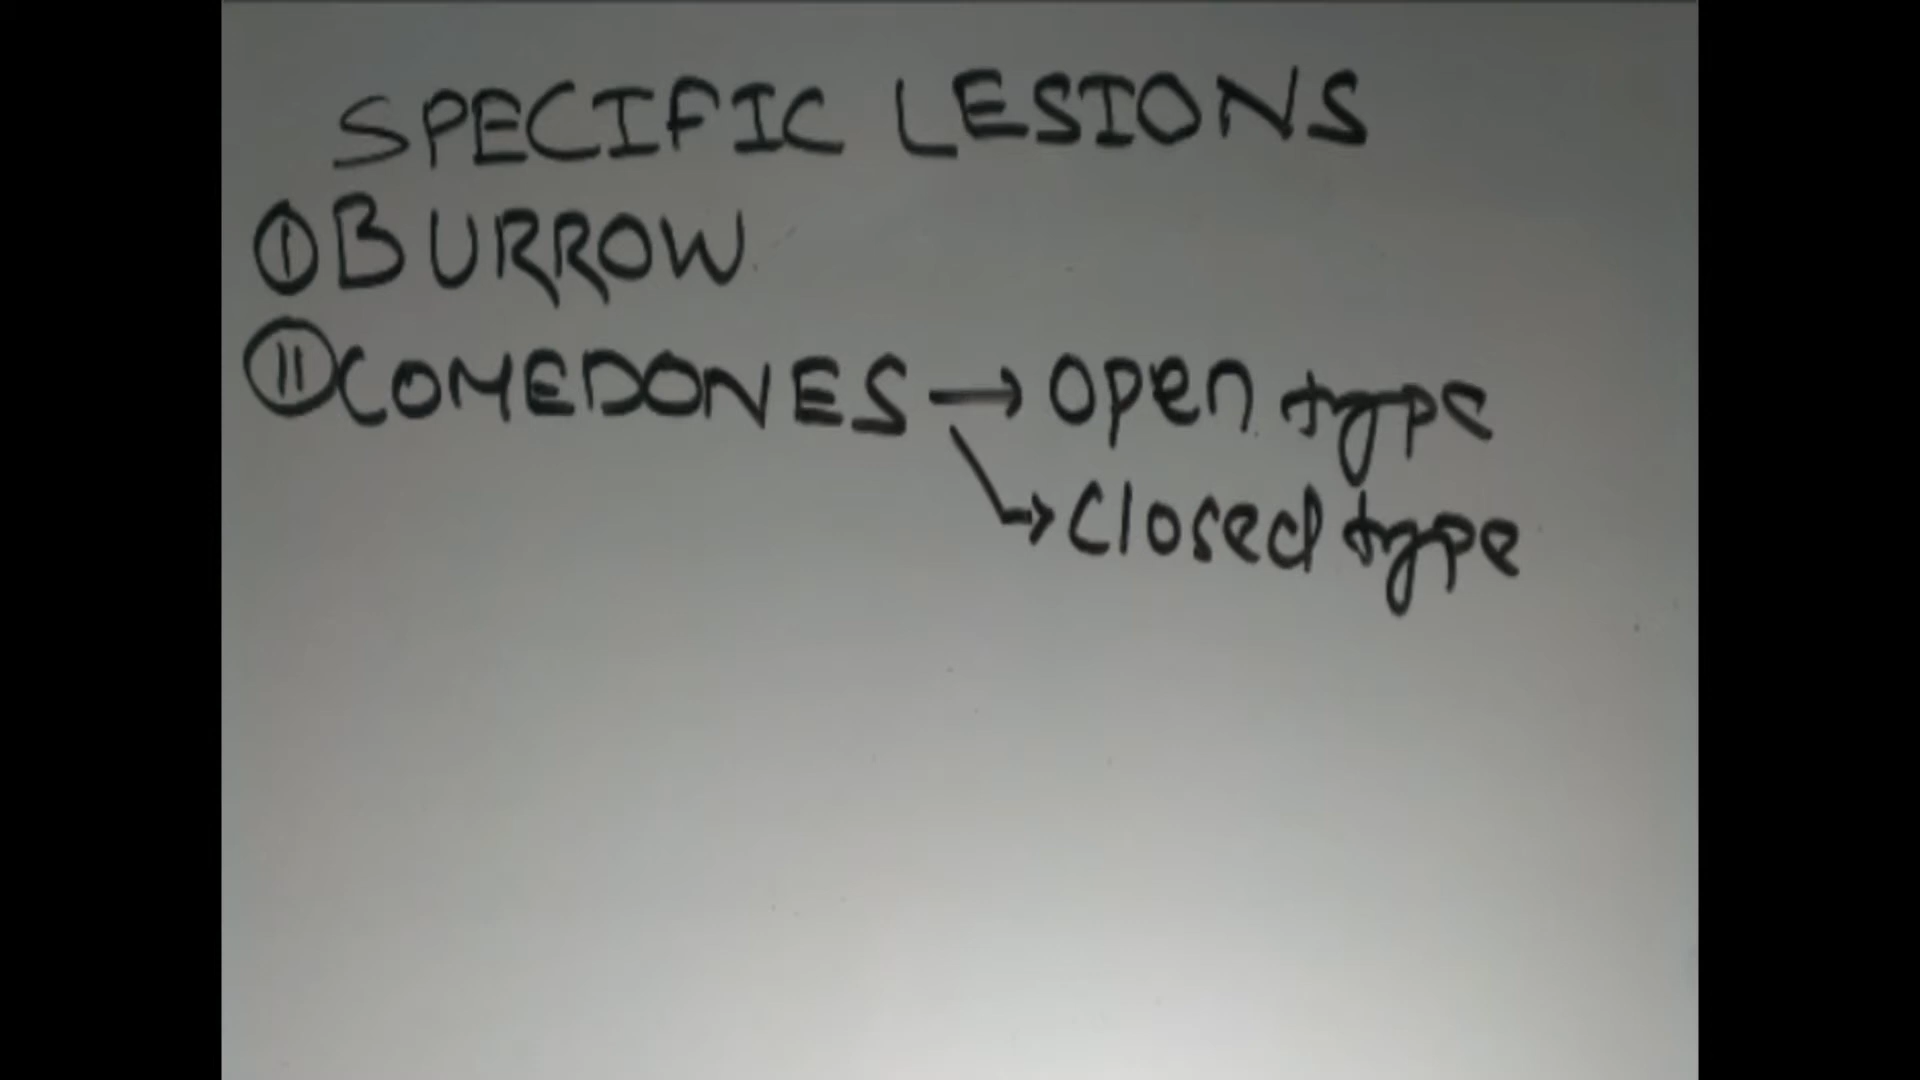 SPECIFIC LESIONS
① BURROW
⑪ COMEDONES → Open type
→ Closed type